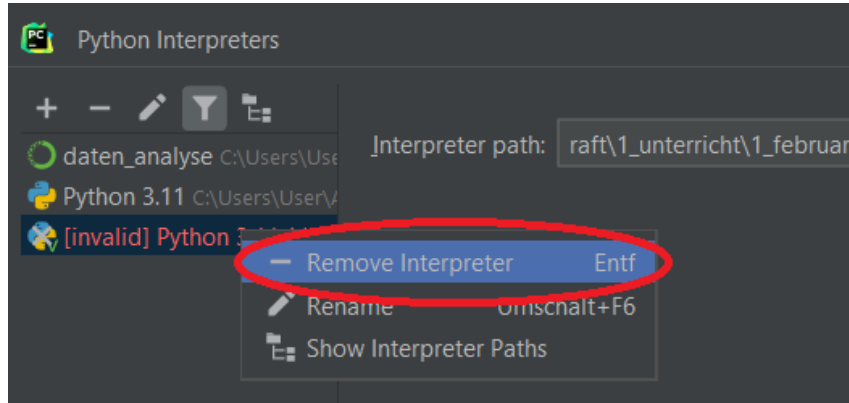 PC
Python Interpreters
Interpreter path: raft\1_unterricht\1_februar
daten_analyse C:\Users\Use
Python 3.11 C:\Users\User\A
[invalid] Python
Remove Interpreter Entf
Rename Umschalt+F6
Show Interpreter Paths